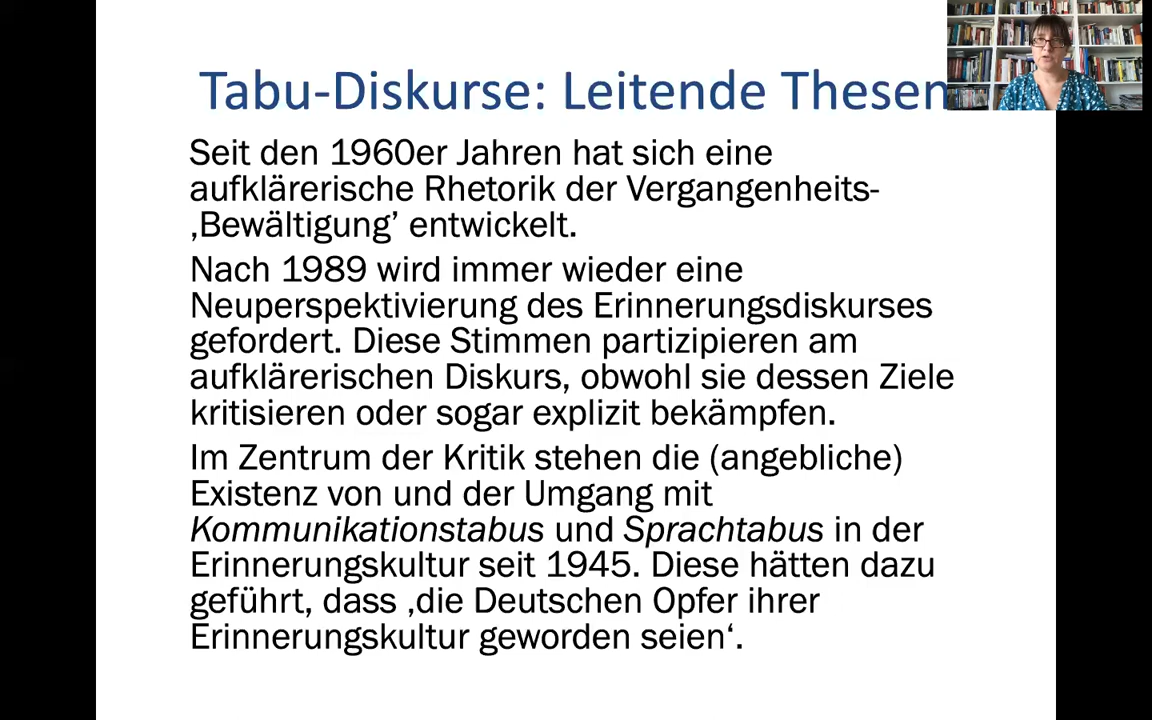 Tabu-Diskurse: Leitende Thesen
Seit den 1960er Jahren hat sich eine
aufklärerische Rhetorik der Vergangenheits-
‚Bewältigung’ entwickelt.
Nach 1989 wird immer wieder eine
Neuperspektivierung des Erinnerungsdiskurses
gefordert. Diese Stimmen partizipieren am
aufklärerischen Diskurs, obwohl sie dessen Ziele
kritisieren oder sogar explizit bekämpfen.
Im Zentrum der Kritik stehen die (angebliche)
Existenz von und der Umgang mit
Kommunikationstabus und Sprachtabus in der
Erinnerungskultur seit 1945. Diese hätten dazu
geführt, dass ‚die Deutschen Opfer ihrer
Erinnerungskultur geworden seien‘.